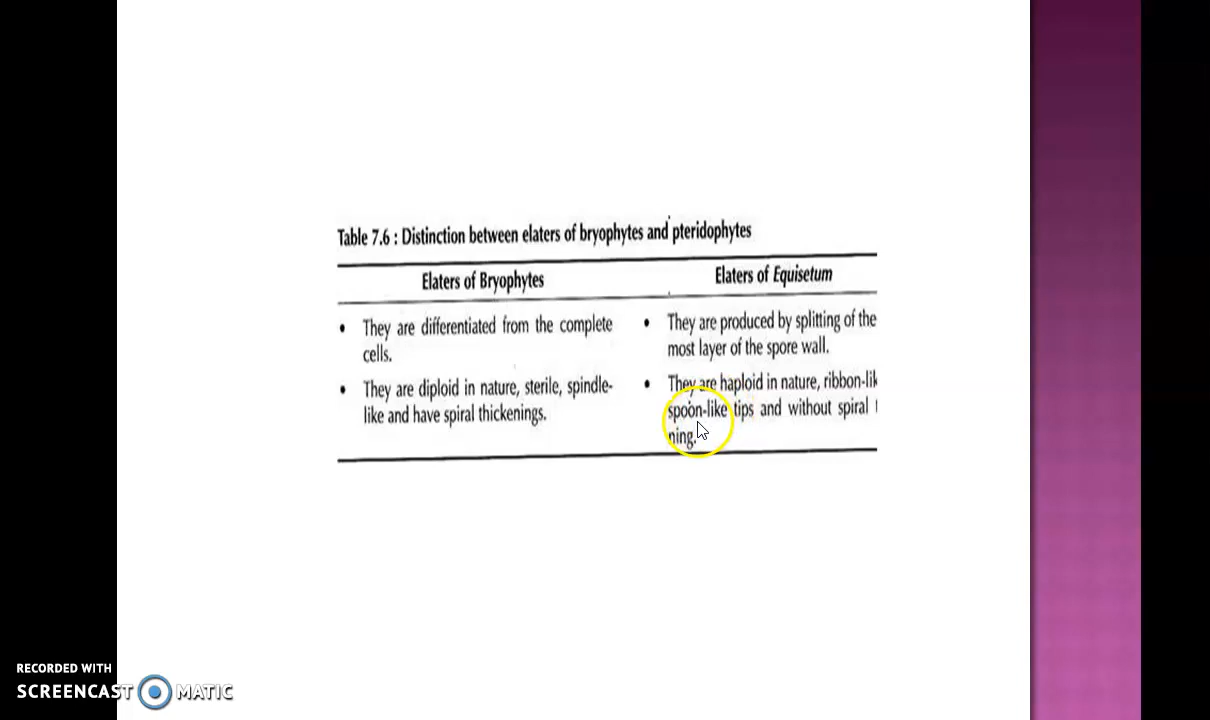 Table 7.6 : Distinction between elaters of bryophytes and pteridophytes
Elaters of Bryophytes
Elaters of Equisetum
• They are differentiated from the complete
cells.
• They are diploid in nature, sterile, spindle-
like and have spiral thickenings.
• They are produced by splitting of the
most layer of the spore wall.
• They are haploid in nature, ribbon-lik
spoon-like tips and without spiral
ning.
RECORDED WITH
SCREENCAST MATIC